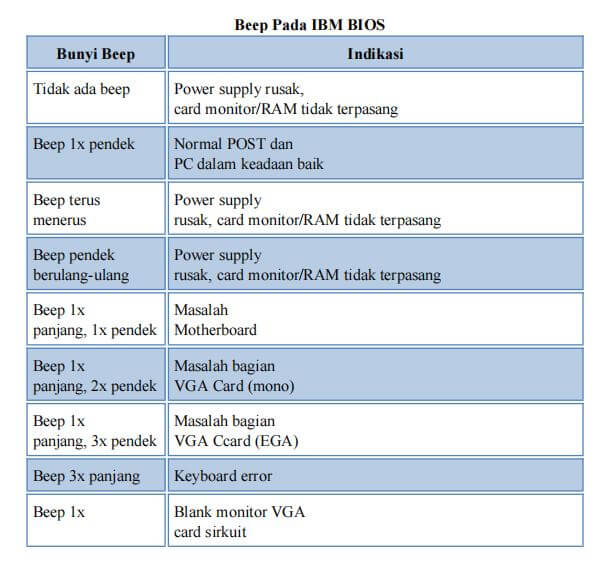 Beep Pada IBM BIOS
Bunyi Beep
Indikasi
Tidak ada beep
Power supply rusak,
card monitor/RAM tidak terpasang
Beep 1x pendek
Normal POST dan
PC dalam keadaan baik
Beep terus
menerus
Power supply
rusak, card monitor/RAM tidak terpasang
Beep pendek
berulang-ulang
Power supply
rusak, card monitor/RAM tidak terpasang
Beep 1x
panjang, 1x pendek
Masalah
Motherboard
Beep 1x
panjang, 2x pendek
Masalah bagian
VGA Card (mono)
Beep 1x
panjang, 3x pendek
Masalah bagian
VGA Ccard (EGA)
Beep 3x panjang
Keyboard error
Beep 1x
Blank monitor VGA
card sirkuit